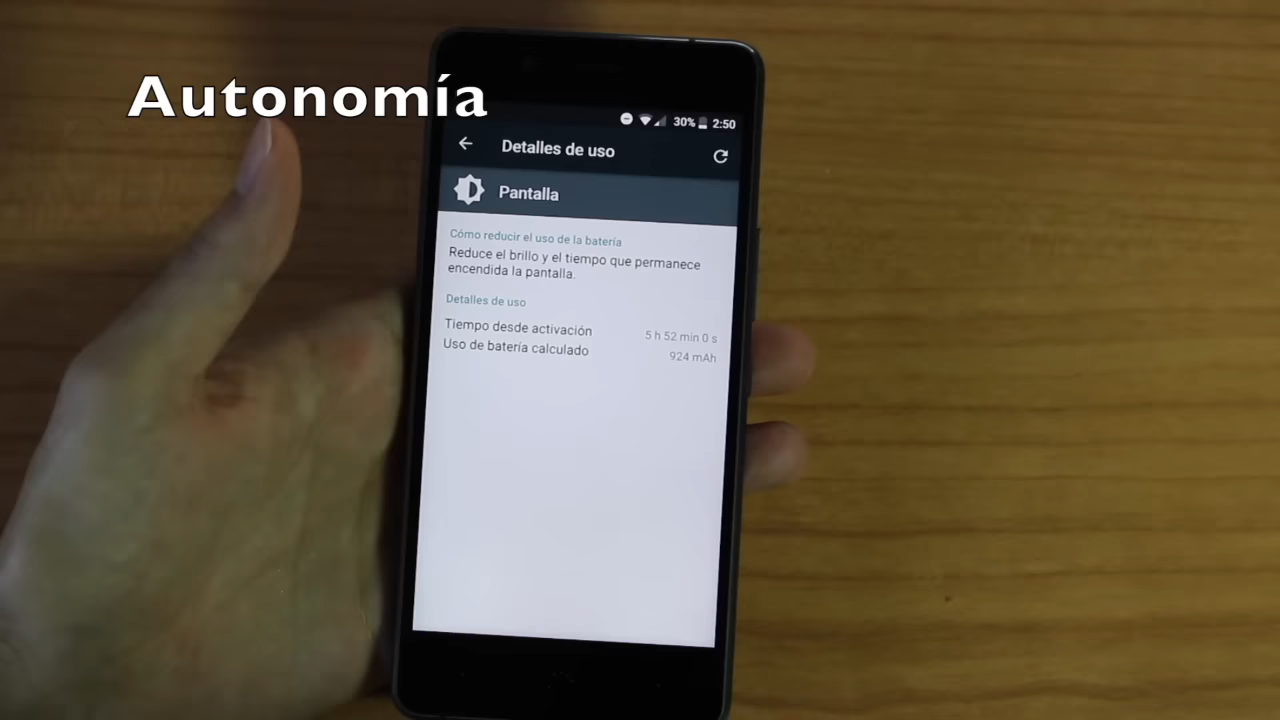 Autonomía
30% 2:50
Detalles de uso
Pantalla
Cómo reducir el uso de la batería
Reduce el brillo y el tiempo que permanece
encendida la pantalla.
Detalles de uso
Tiempo desde activación 5 h 52 min 0 s
Uso de batería calculado 924 mAh